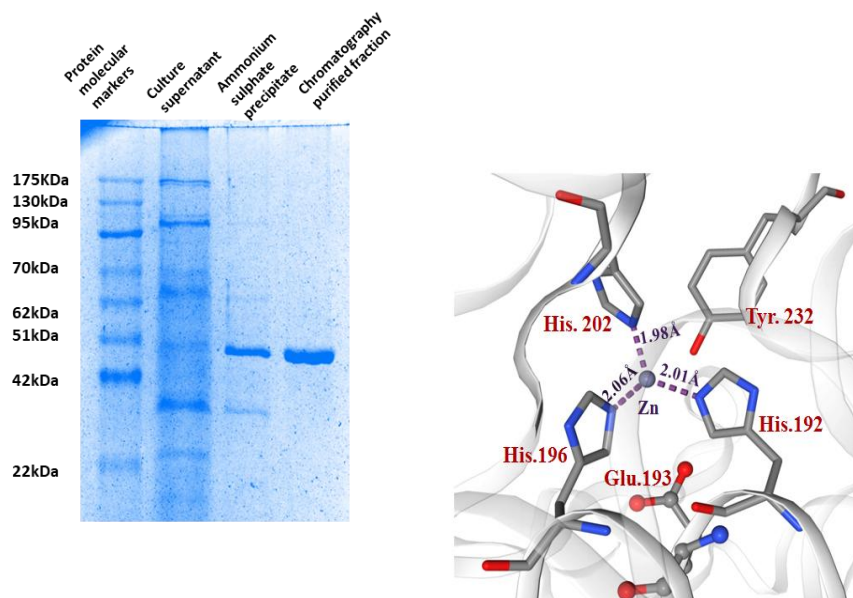 Protein
molecular
markers
Culture
supernatant
Ammonium
sulphate
precipitate
Chromatography
purified fraction
175KDa
130kDa
95kDa
70kDa
62kDa
51kDa
42kDa
22kDa
His. 202
Tyr. 232
1.98Å
2.06Å
2.01Å
Zn
His.192
His.196
Glu.193